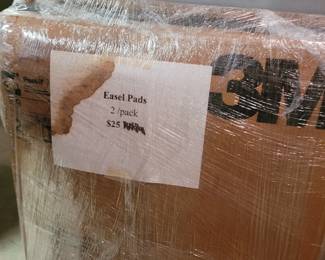 Easel Pads
2 /pack
$25
3M